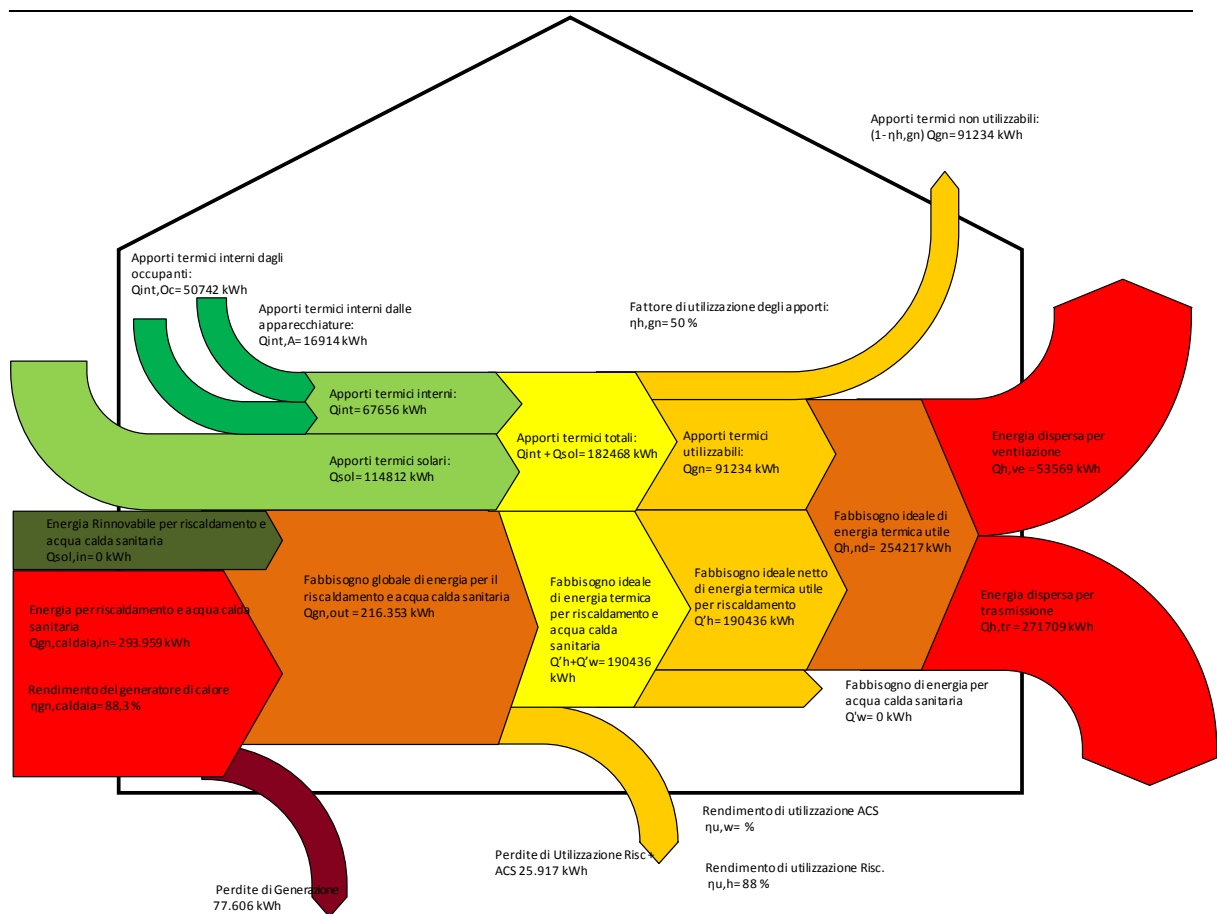 Apporti termici non utilizzabili:
(1- ηh,gn) Qgn= 91234 kWh
Apporti termici interni dagli
occupanti:
Qint,Oc= 50742 kWh
Apporti termici interni dalle
apparecchiature:
Qint,A= 16914 kWh
Fattore di utilizzazione degli apporti:
ηh,gn= 50 %
Apporti termici interni:
Qint= 67656 kWh
Apporti termici solari:
Qsol= 114812 kWh
Apporti termici totali:
Qint + Qsol= 182468 kWh
Apporti termici
utilizzabili:
Qgn= 91234 kWh
Energia dispersa per
ventilazione
Qh,ve = 53569 kWh
Energia Rinnovabile per riscaldamento e
acqua calda sanitaria
Qsol,in= 0 kWh
Energia per riscaldamento e acqua calda
sanitaria
Qgn,caldaia,in= 293.959 kWh
Rendimento del generatore di calore
ηgn,caldaia= 88,3 %
Fabbisogno globale di energia per il
riscaldamento e acqua calda sanitaria
Qgn,out = 216.353 kWh
Fabbisogno ideale
di energia termica
per riscaldamento e
acqua calda
sanitaria
Q’h+Q’w= 190436
kWh
Fabbisogno ideale netto
di energia termica utile
per riscaldamento
Q’h= 190436 kWh
Fabbisogno ideale di
energia termica utile
Qh,nd= 254217 kWh
Energia dispersa per
trasmissione
Qh,tr = 271709 kWh
Fabbisogno di energia per
acqua calda sanitaria
Q'w= 0 kWh
Rendimento di utilizzazione ACS
ηu,w= %
Rendimento di utilizzazione Risc.
ηu,h= 88 %
Perdite di Utilizzazione Risc +
ACS 25.917 kWh
Perdite di Generazione
77.606 kWh